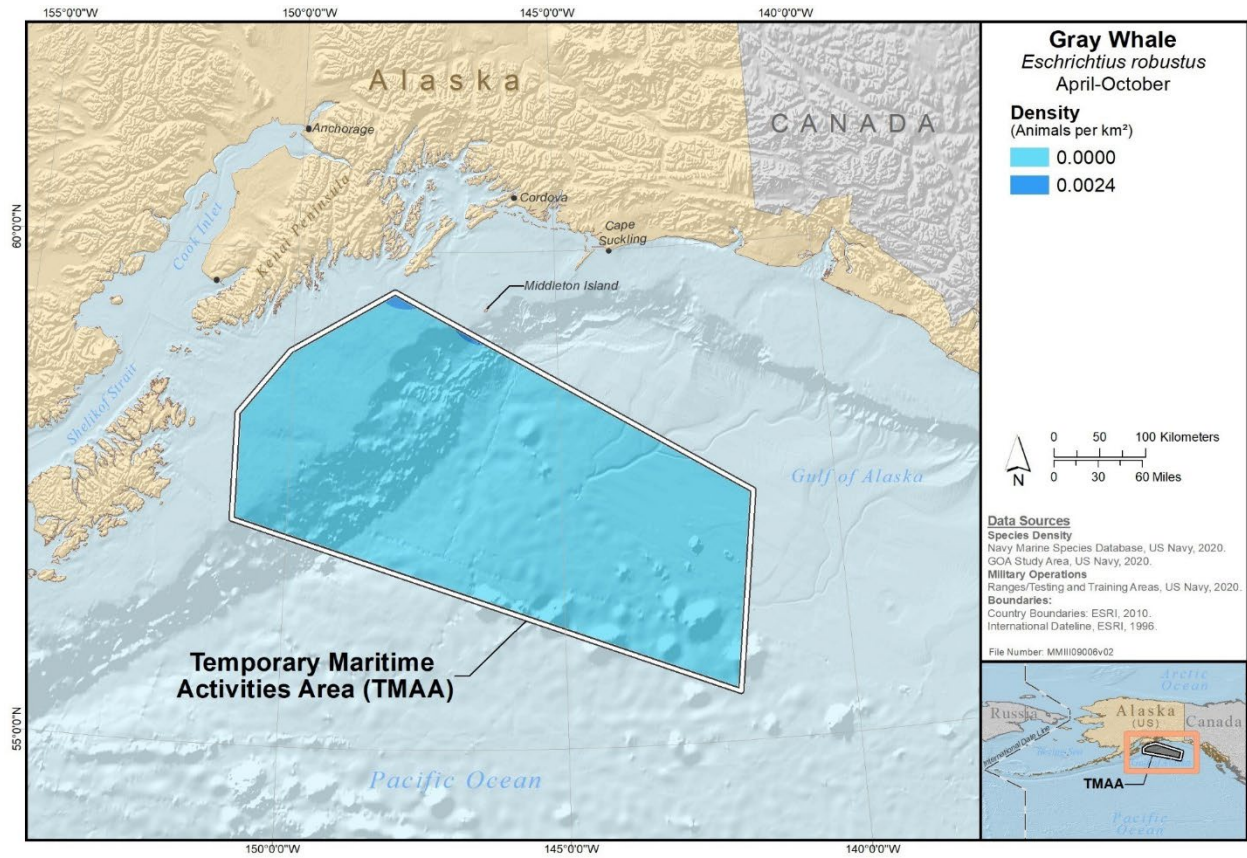 155°0'0"W
150°0'0"W
145°0'0"W
140°0'0"W
60°0'0"N
55°0'0"N
Alaska
CANADA
Anchorage
Cook Inlet
Kenai Peninsula
Cordova
Cape
Suckling
Middleton Island
Shelikof Strait
Gulf of Alaska
Temporary Maritime
Activities Area (TMAA)
Pacific Ocean
150°0'0"W
145°0'0"W
140°0'0"W
Gray Whale
Eschrichtius robustus
April-October
Density
(Animals per km²)
0.0000
0.0024
0 50 100 Kilometers
0 30 60 Miles
N
Data Sources
Species Density
Navy Marine Species Database, US Navy, 2020.
GOA Study Area, US Navy, 2020.
Military Operations
Ranges/Testing and Training Areas, US Navy, 2020.
Boundaries:
Country Boundaries: ESRI, 2010.
International Dateline, ESRI, 1996.
File Number: MMIII09006v02
Arctic
Ocean
Russia
Alaska
(US)
Canada
International Date Line
Bering Sea
TMAA
Pacific
Ocean